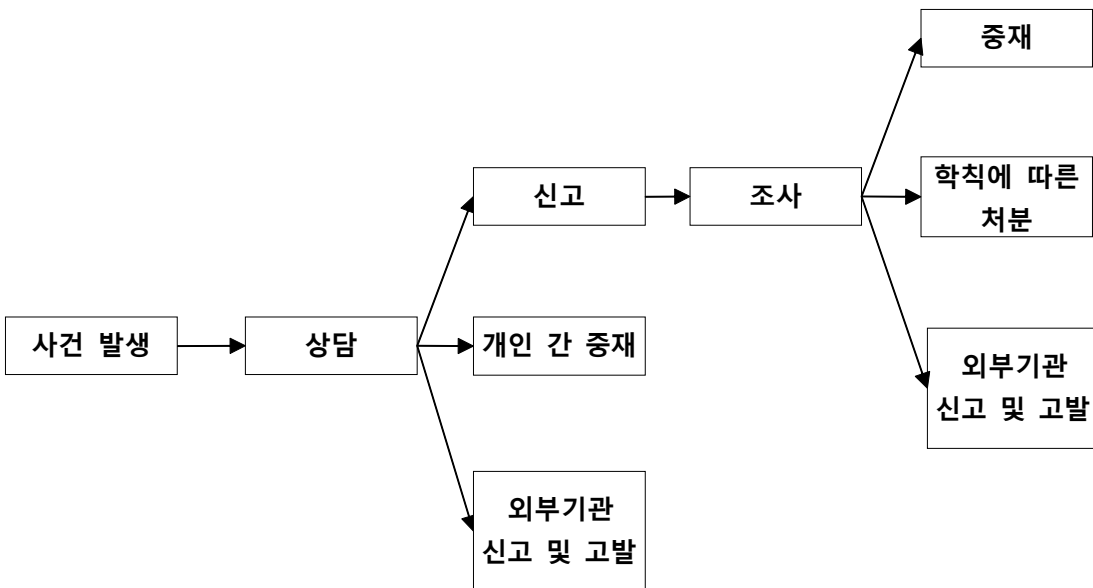 중재
학칙에 따른
처분
신고
조사
사건 발생
상담
개인 간 중재
외부기관
신고 및 고발
외부기관
신고 및 고발